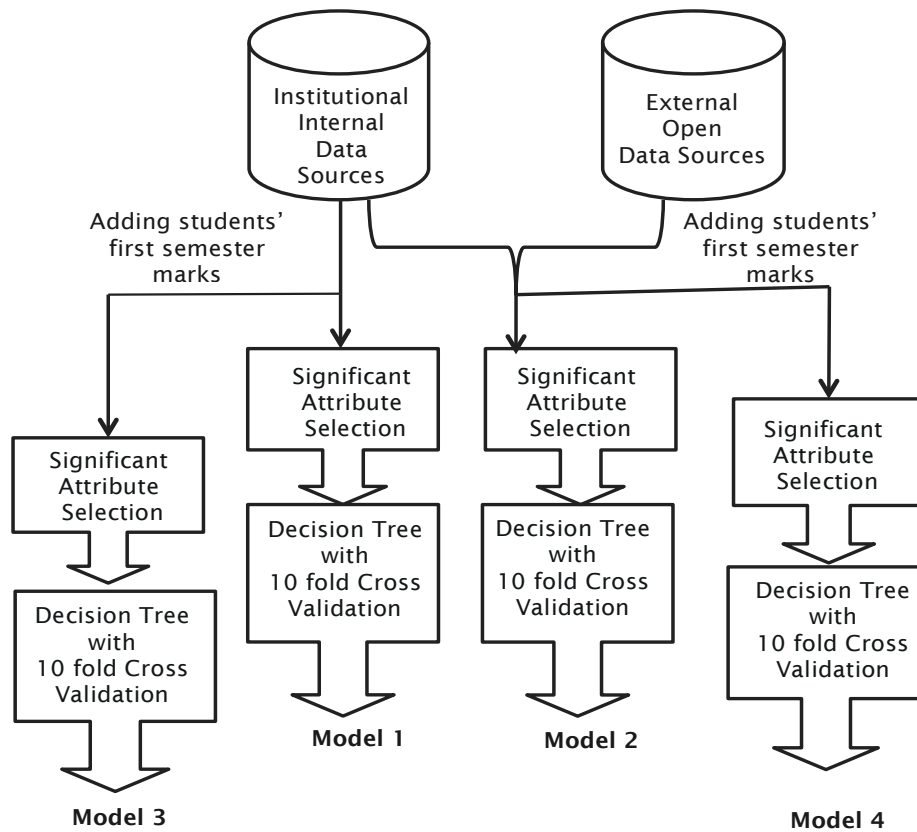 Institutional
Internal
Data
Sources
External
Open
Data Sources
Adding students’
first semester
marks
Adding students’
first semester
marks
Significant
Attribute
Selection
Significant
Attribute
Selection
Significant
Attribute
Selection
Significant
Attribute
Selection
Decision Tree
with
10 fold Cross
Validation
Decision Tree
with
10 fold Cross
Validation
Decision Tree
with
10 fold Cross
Validation
Decision Tree
with
10 fold Cross
Validation
Model 1
Model 2
Model 3
Model 4